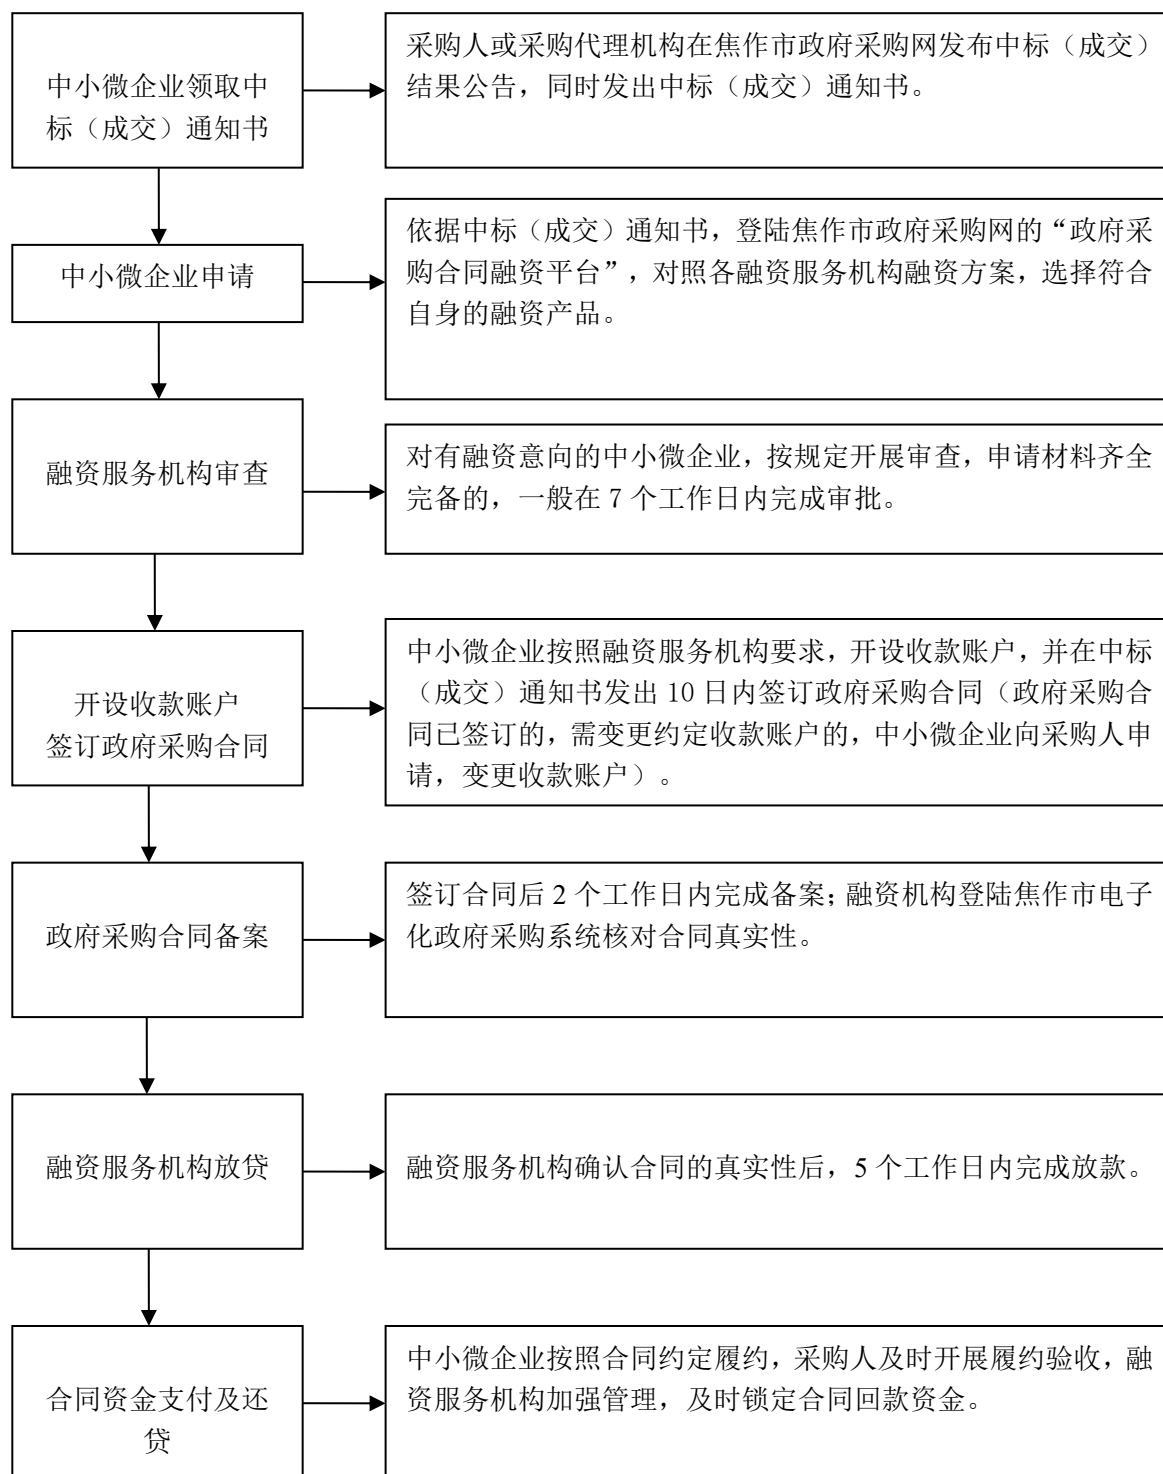 中小微企业领取中
标（成交）通知书
采购人或采购代理机构在焦作市政府采购网发布中标（成交）
结果公告，同时发出中标（成交）通知书。
中小微企业申请
依据中标（成交）通知书，登陆焦作市政府采购网的“政府采
购合同融资平台”，对照各融资服务机构融资方案，选择符合
自身的融资产品。
融资服务机构审查
对有融资意向的中小微企业，按规定开展审查，申请材料齐全
完备的，一般在 7 个工作日内完成审批。
开设收款账户
签订政府采购合同
中小微企业按照融资服务机构要求，开设收款账户，并在中标
（成交）通知书发出 10 日内签订政府采购合同（政府采购合
同已签订的，需变更约定收款账户的，中小微企业向采购人申
请，变更收款账户）。
政府采购合同备案
签订合同后 2 个工作日内完成备案；融资机构登陆焦作市电子
化政府采购系统核对合同真实性。
融资服务机构放贷
融资服务机构确认合同的真实性后，5 个工作日内完成放款。
合同资金支付及还
贷
中小微企业按照合同约定履约，采购人及时开展履约验收，融
资服务机构加强管理，及时锁定合同回款资金。